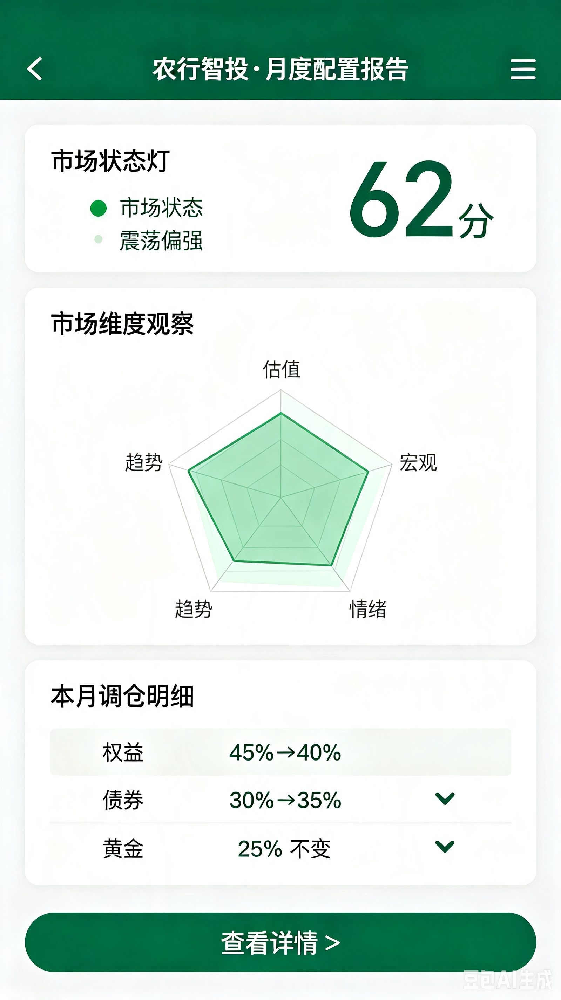 农行智投·月度配置报告
市场状态灯
市场状态
震荡偏强
62分
市场维度观察
估值
趋势
宏观
趋势
情绪
本月调仓明细
权益 45%→40%
债券 30%→35%
黄金 25% 不变
查看详情 >
豆包AI生成